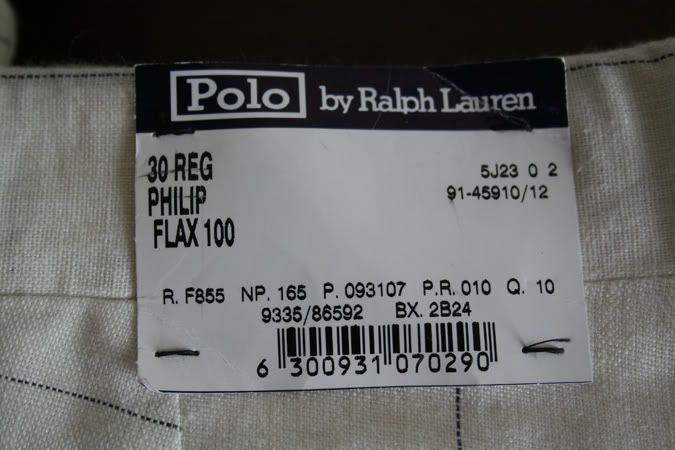 Polo by Ralph Lauren
30 REG
5J23 0 2
PHILIP
91-45910/12
FLAX 100
R. F855 NP. 165 P. 093107 P.R. 010 Q. 10
9335/86592 BX. 2B24
6 300931 070290